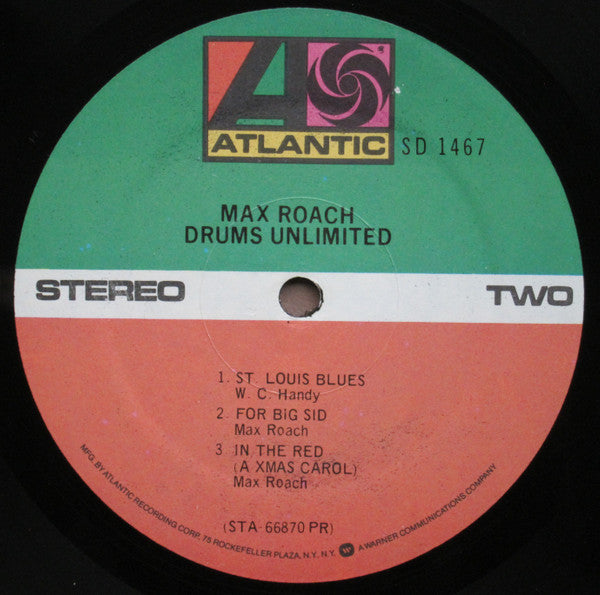 ATLANTIC
SD 1467
MAX ROACH
DRUMS UNLIMITED
STEREO
TWO
1. ST. LOUIS BLUES
W. C. Handy
2. FOR BIG SID
Max Roach
3 IN THE RED
(A XMAS CAROL)
Max Roach
(STA-66870 PR)
MFG. BY ATLANTIC RECORDING CORP. 75 ROCKEFELLER PLAZA, N.Y., N.Y. W A WARNER COMMUNICATIONS COMPANY